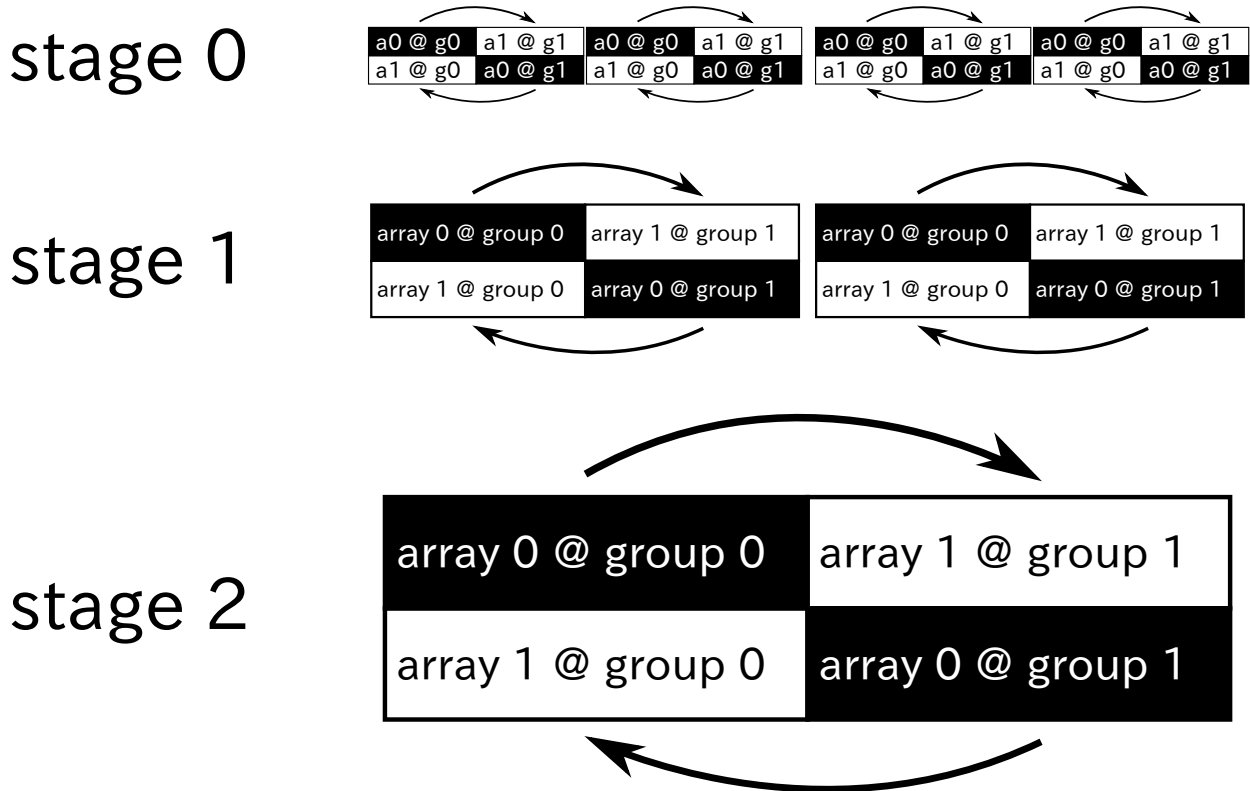 stage 0
a0 @ g0 a1 @ g1 a0 @ g0 a1 @ g1 a0 @ g0 a1 @ g1 a0 @ g0 a1 @ g1
a1 @ g0 a0 @ g1 a1 @ g0 a0 @ g1 a1 @ g0 a0 @ g1 a1 @ g0 a0 @ g1
stage 1
array 0 @ group 0 array 1 @ group 1 array 0 @ group 0 array 1 @ group 1
array 1 @ group 0 array 0 @ group 1 array 1 @ group 0 array 0 @ group 1
stage 2
array 0 @ group 0 array 1 @ group 1
array 1 @ group 0 array 0 @ group 1